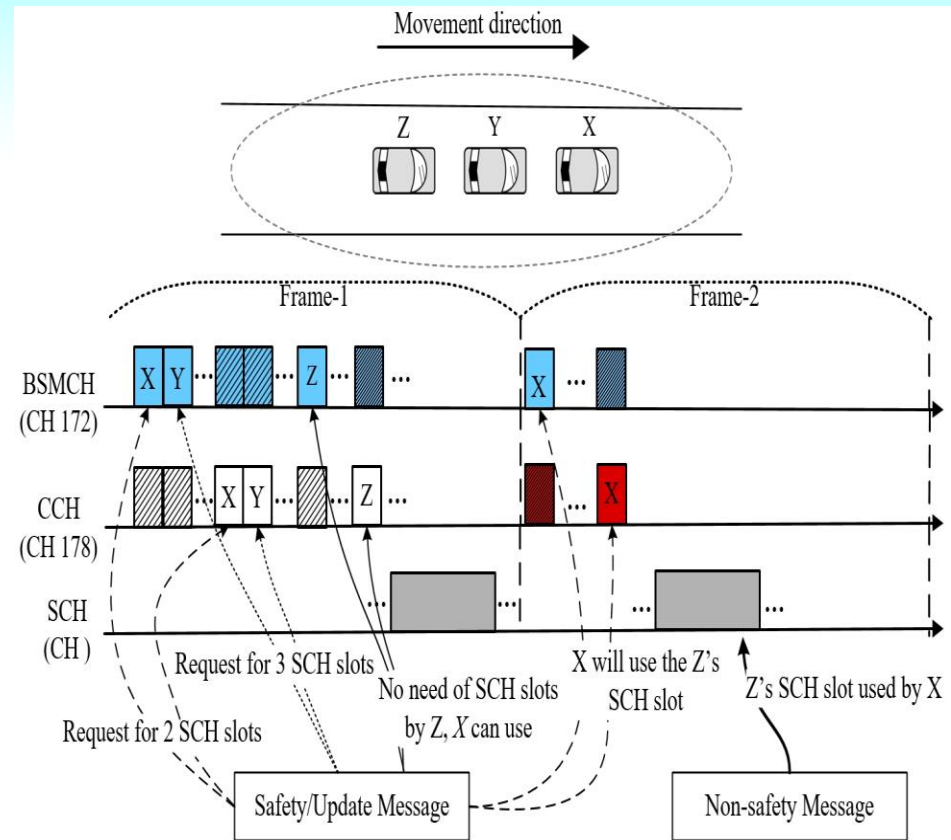 Movement direction
Z Y X
Frame-1 Frame-2
BSMCH
(CH 172)
X Y ... ... Z ... ... X ...
CCH
(CH 178)
... X Y ... ... Z ... ... X
SCH
(CH )
... ... ... ...
Request for 3 SCH slots
Request for 2 SCH slots
No need of SCH slots
by Z, X can use
X will use the Z's
SCH slot
Z's SCH slot used by X
Safety/Update Message
Non-safety Message